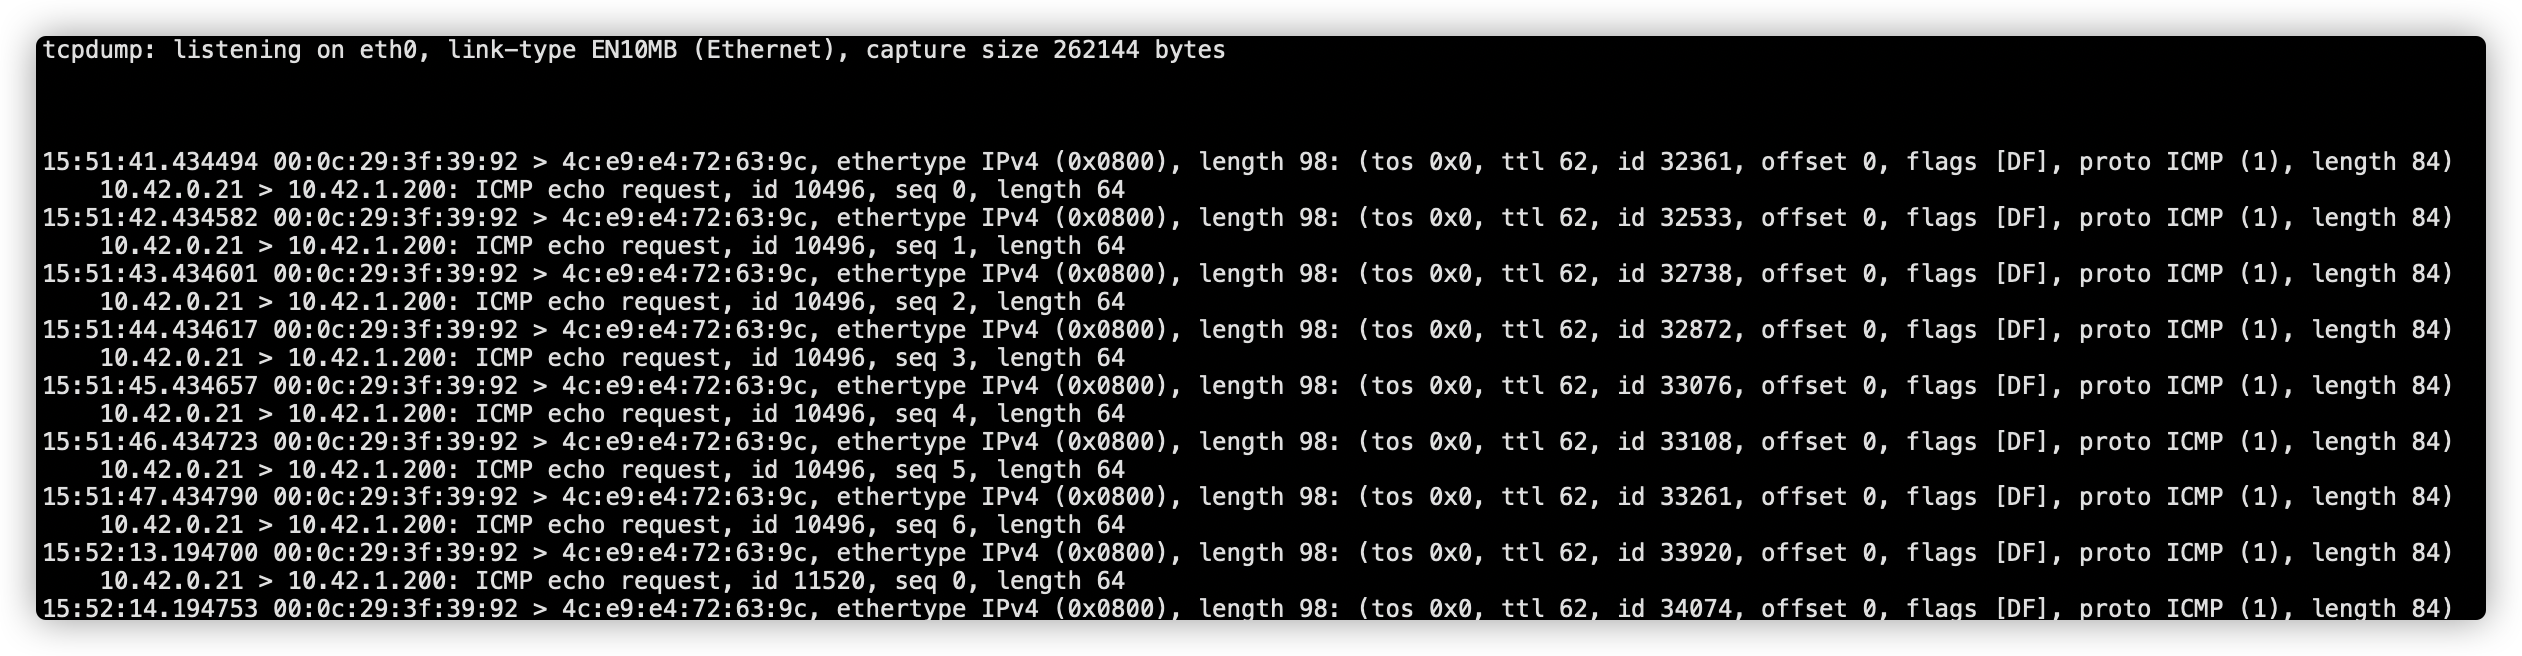 tcpdump: listening on eth0, link-type EN10MB (Ethernet), capture size 262144 bytes
15:51:41.434494 00:0c:29:3f:39:92 > 4c:e9:e4:72:63:9c, ethertype IPv4 (0x0800), length 98: (tos 0x0, ttl 62, id 32361, offset 0, flags [DF], proto ICMP (1), length 84)
    10.42.0.21 > 10.42.1.200: ICMP echo request, id 10496, seq 0, length 64
15:51:42.434582 00:0c:29:3f:39:92 > 4c:e9:e4:72:63:9c, ethertype IPv4 (0x0800), length 98: (tos 0x0, ttl 62, id 32533, offset 0, flags [DF], proto ICMP (1), length 84)
    10.42.0.21 > 10.42.1.200: ICMP echo request, id 10496, seq 1, length 64
15:51:43.434601 00:0c:29:3f:39:92 > 4c:e9:e4:72:63:9c, ethertype IPv4 (0x0800), length 98: (tos 0x0, ttl 62, id 32738, offset 0, flags [DF], proto ICMP (1), length 84)
    10.42.0.21 > 10.42.1.200: ICMP echo request, id 10496, seq 2, length 64
15:51:44.434617 00:0c:29:3f:39:92 > 4c:e9:e4:72:63:9c, ethertype IPv4 (0x0800), length 98: (tos 0x0, ttl 62, id 32872, offset 0, flags [DF], proto ICMP (1), length 84)
    10.42.0.21 > 10.42.1.200: ICMP echo request, id 10496, seq 3, length 64
15:51:45.434657 00:0c:29:3f:39:92 > 4c:e9:e4:72:63:9c, ethertype IPv4 (0x0800), length 98: (tos 0x0, ttl 62, id 33076, offset 0, flags [DF], proto ICMP (1), length 84)
    10.42.0.21 > 10.42.1.200: ICMP echo request, id 10496, seq 4, length 64
15:51:46.434723 00:0c:29:3f:39:92 > 4c:e9:e4:72:63:9c, ethertype IPv4 (0x0800), length 98: (tos 0x0, ttl 62, id 33108, offset 0, flags [DF], proto ICMP (1), length 84)
    10.42.0.21 > 10.42.1.200: ICMP echo request, id 10496, seq 5, length 64
15:51:47.434790 00:0c:29:3f:39:92 > 4c:e9:e4:72:63:9c, ethertype IPv4 (0x0800), length 98: (tos 0x0, ttl 62, id 33261, offset 0, flags [DF], proto ICMP (1), length 84)
    10.42.0.21 > 10.42.1.200: ICMP echo request, id 10496, seq 6, length 64
15:52:13.194700 00:0c:29:3f:39:92 > 4c:e9:e4:72:63:9c, ethertype IPv4 (0x0800), length 98: (tos 0x0, ttl 62, id 33920, offset 0, flags [DF], proto ICMP (1), length 84)
    10.42.0.21 > 10.42.1.200: ICMP echo request, id 11520, seq 0, length 64
15:52:14.194753 00:0c:29:3f:39:92 > 4c:e9:e4:72:63:9c, ethertype IPv4 (0x0800), length 98: (tos 0x0, ttl 62, id 34074, offset 0, flags [DF], proto ICMP (1), length 84)